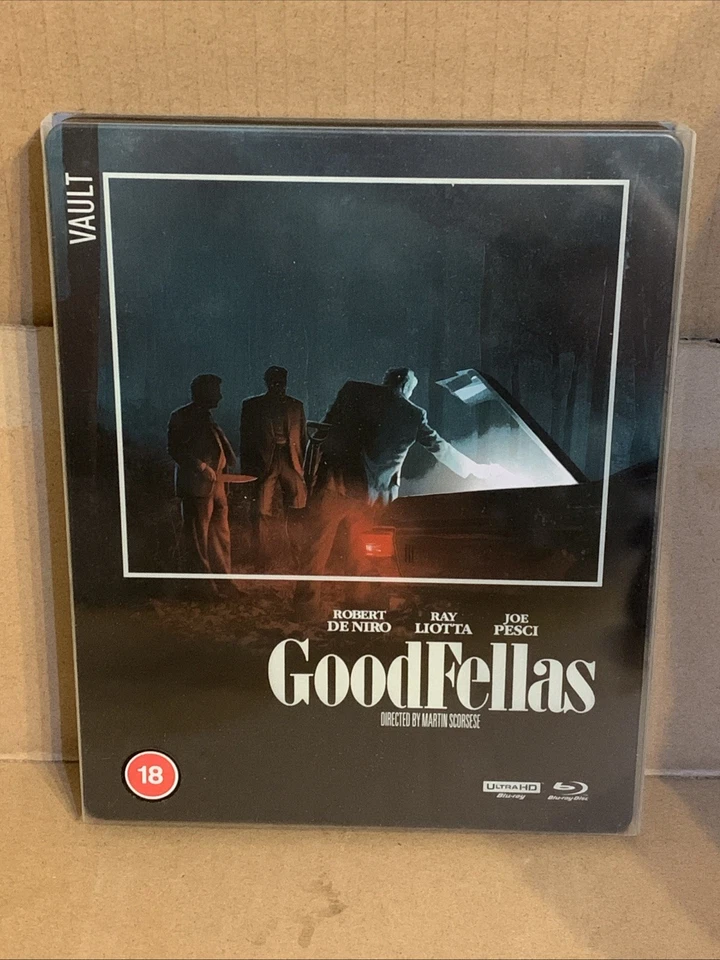 VAULT
ROBERT DE NIRO
RAY LIOTTA
JOE PESCI
GoodFellas
DIRECTED BY MARTIN SCORSESE
18
ULTRA HD Blu-ray
Blu-ray Disc